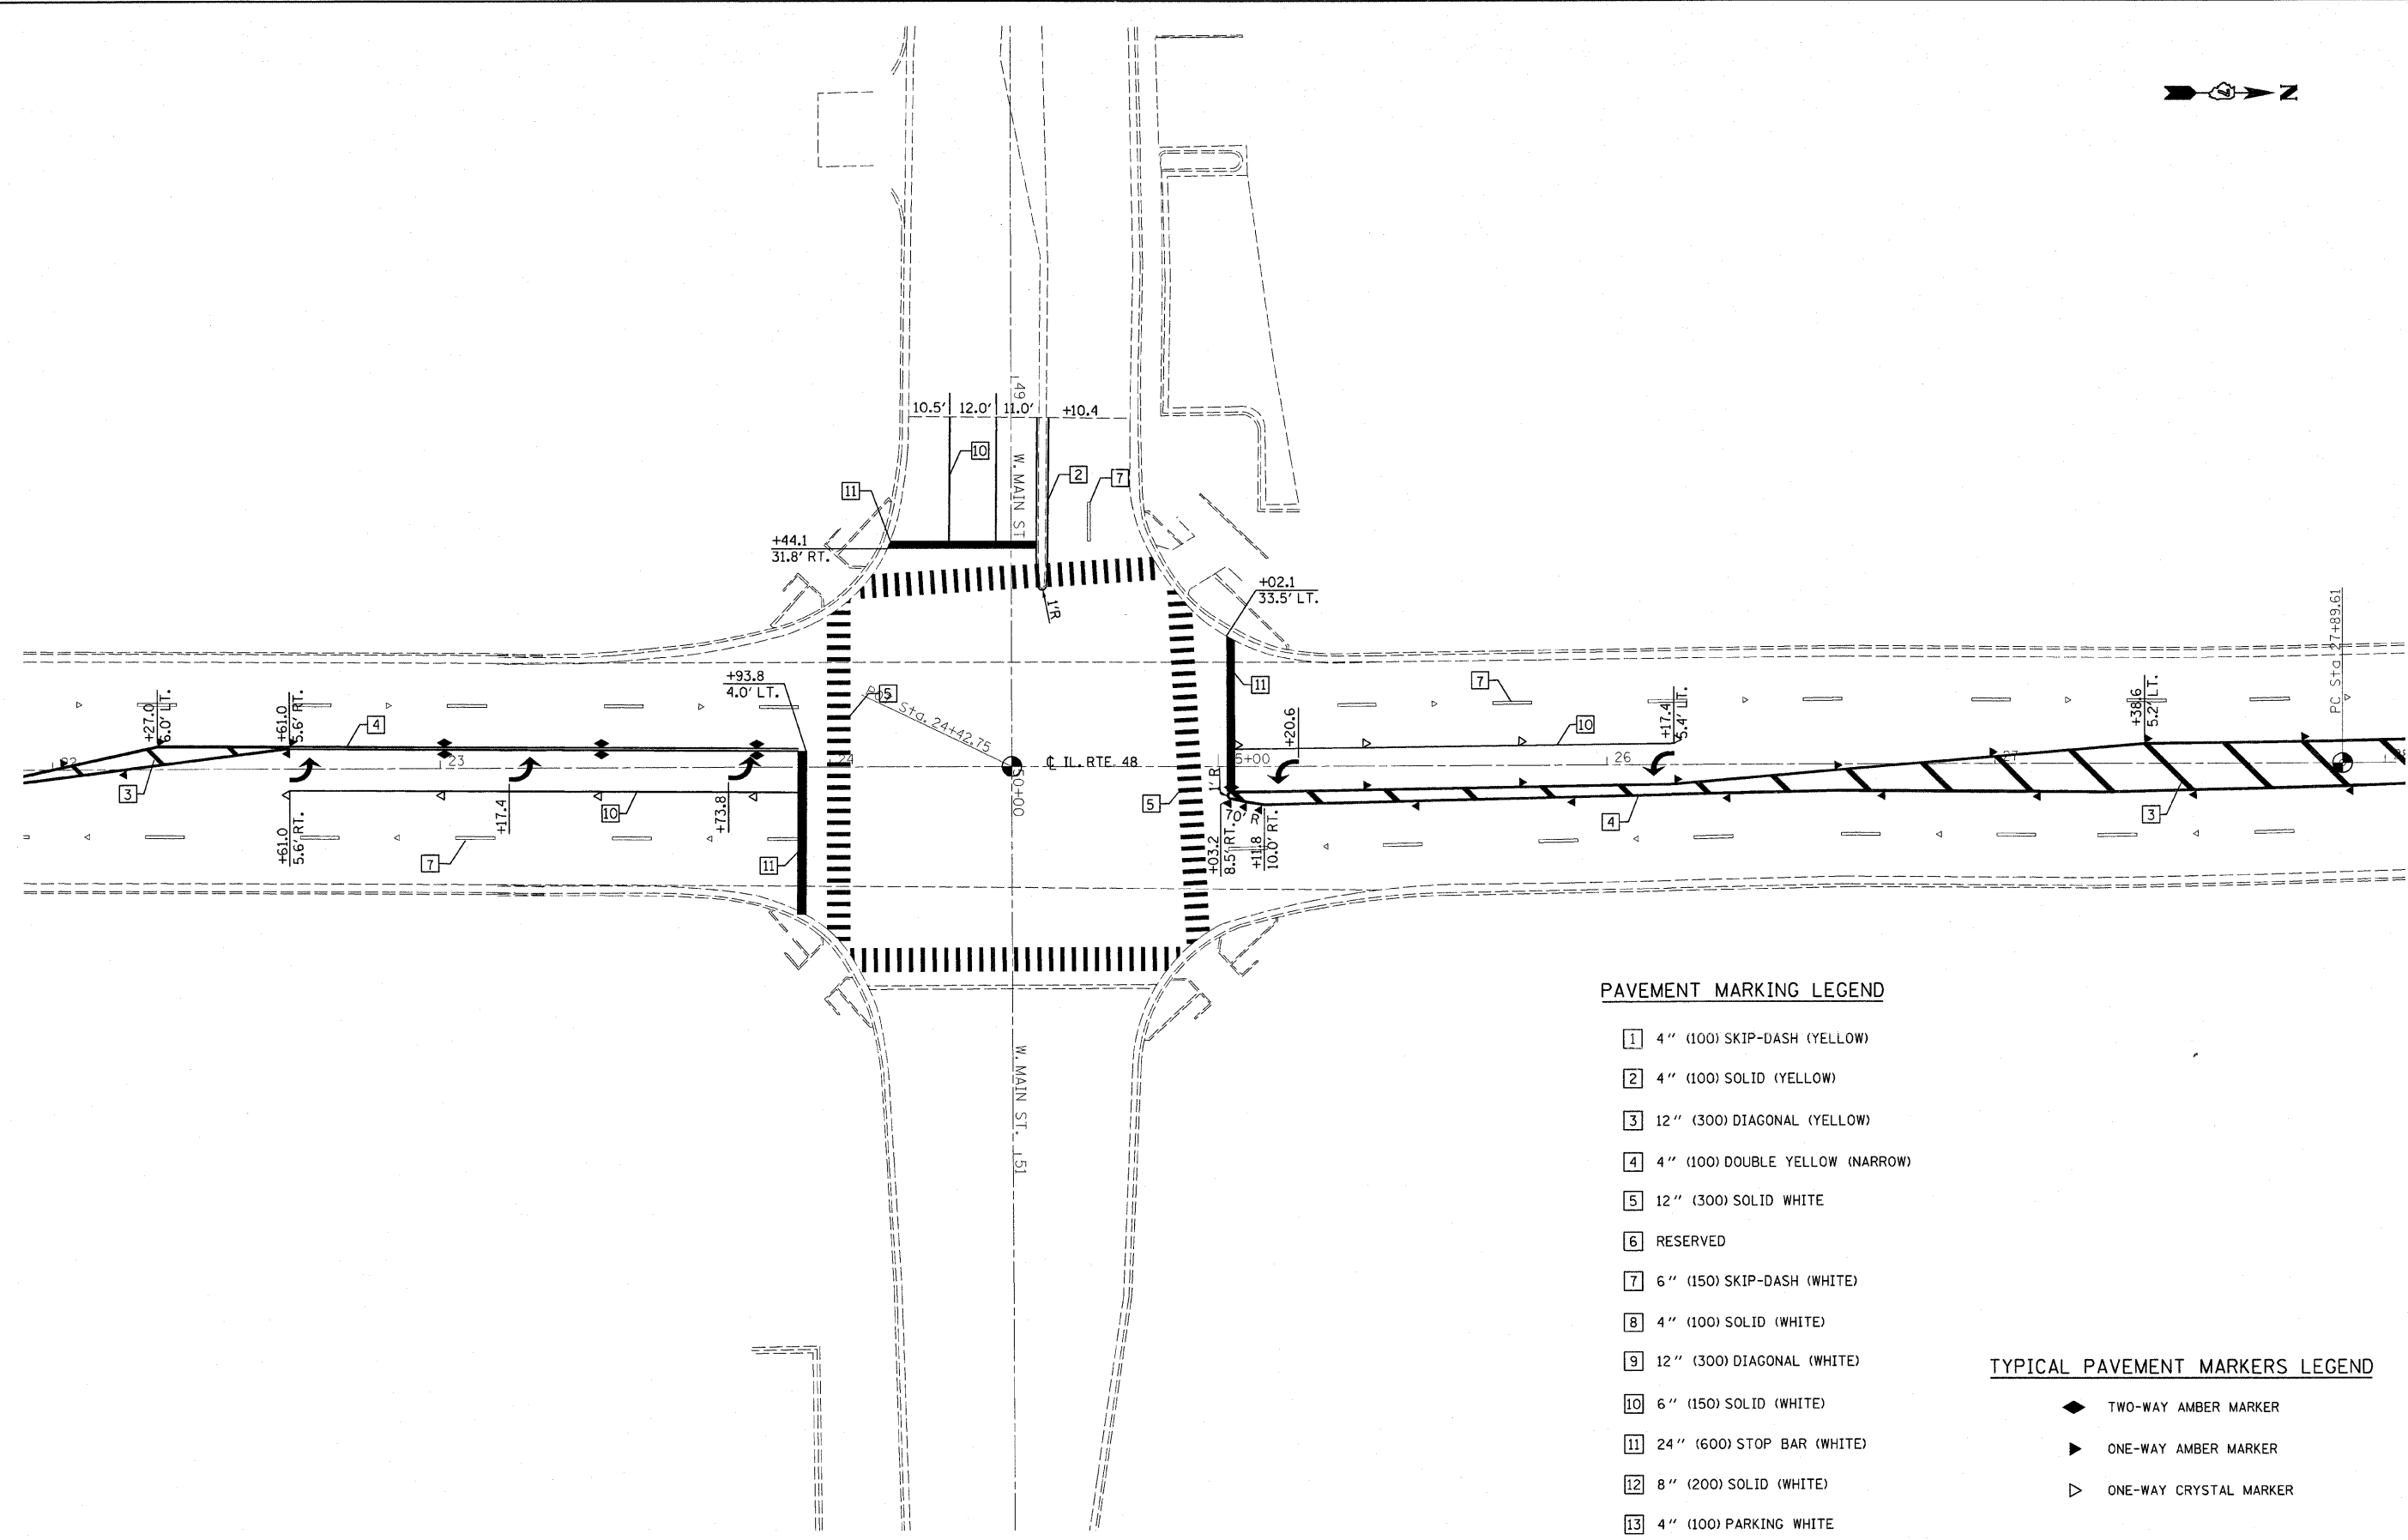 N
49
10.5' 12.0' 11.0' +10.4
10
2
7
W. MAIN ST
11
+44.1
31.8' RT.
1'R
+02.1
33.5' LT.
PC Sta 27+89.61
+27.0
6.0' LT.
+61.0
5.6' RT.
4
+93.8
4.0' LT.
5
Sta. 24+42.75
11
7
10
+17.4
5.4' LT.
+38.6
5.2' LT.
+20.6
22
23
24
℄ IL. RTE. 48
5+00
26
27
50+00
1'R
3
+61.0
5.6' RT.
7
+17.4
10
+73.8
11
5
70' R
+03.2
8.5' RT.
+11.8
10.0' RT.
4
3
W. MAIN ST.
51
PAVEMENT MARKING LEGEND
1 4" (100) SKIP-DASH (YELLOW)
2 4" (100) SOLID (YELLOW)
3 12" (300) DIAGONAL (YELLOW)
4 4" (100) DOUBLE YELLOW (NARROW)
5 12" (300) SOLID WHITE
6 RESERVED
7 6" (150) SKIP-DASH (WHITE)
8 4" (100) SOLID (WHITE)
9 12" (300) DIAGONAL (WHITE)
10 6" (150) SOLID (WHITE)
11 24" (600) STOP BAR (WHITE)
12 8" (200) SOLID (WHITE)
13 4" (100) PARKING WHITE
TYPICAL PAVEMENT MARKERS LEGEND
TWO-WAY AMBER MARKER
ONE-WAY AMBER MARKER
ONE-WAY CRYSTAL MARKER